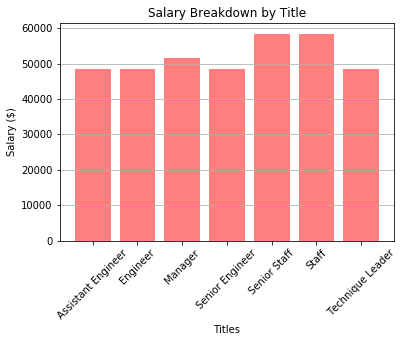 Salary Breakdown by Title
60000
50000
40000
30000
20000
10000
0
Salary ($)
Assistant Engineer
Engineer
Manager
Senior Engineer
Senior Staff
Staff
Technique Leader
Titles